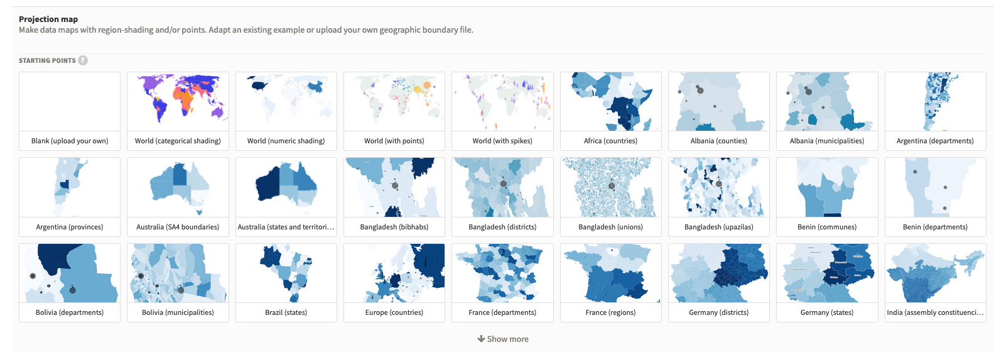 Projection map
Make data maps with region-shading and/or points. Adapt an existing example or upload your own geographic boundary file.
STARTING POINTS ?
Blank (upload your own)
World (categorical shading)
World (numeric shading)
World (with points)
World (with spikes)
Africa (countries)
Albania (counties)
Albania (municipalities)
Argentina (departments)
Argentina (provinces)
Australia (SA4 boundaries)
Australia (states and territori...
Bangladesh (bibhabs)
Bangladesh (districts)
Bangladesh (unions)
Bangladesh (upazilas)
Benin (communes)
Benin (departments)
Bolivia (departments)
Bolivia (municipalities)
Brazil (states)
Europe (countries)
France (departments)
France (regions)
Germany (districts)
Germany (states)
India (assembly constituenci...
Show more